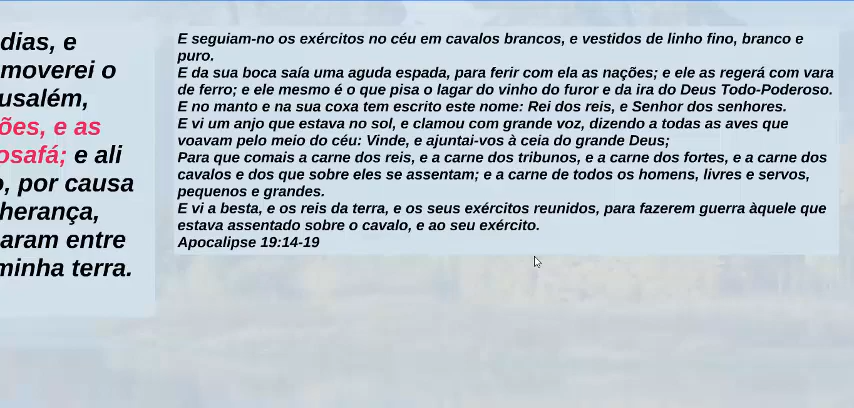 dias, e
moverei o
usalém,
ões, e as
osafá; e ali
o, por causa
herança,
aram entre
minha terra.
E seguiam-no os exércitos no céu em cavalos brancos, e vestidos de linho fino, branco e
puro.
E da sua boca saía uma aguda espada, para ferir com ela as nações; e ele as regerá com vara
de ferro; e ele mesmo é o que pisa o lagar do vinho do furor e da ira do Deus Todo-Poderoso.
E no manto e na sua coxa tem escrito este nome: Rei dos reis, e Senhor dos senhores.
E vi um anjo que estava no sol, e clamou com grande voz, dizendo a todas as aves que
voavam pelo meio do céu: Vinde, e ajuntai-vos à ceia do grande Deus;
Para que comais a carne dos reis, e a carne dos tribunos, e a carne dos fortes, e a carne dos
cavalos e dos que sobre eles se assentam; e a carne de todos os homens, livres e servos,
pequenos e grandes.
E vi a besta, e os reis da terra, e os seus exércitos reunidos, para fazerem guerra àquele que
estava assentado sobre o cavalo, e ao seu exército.
Apocalipse 19:14-19